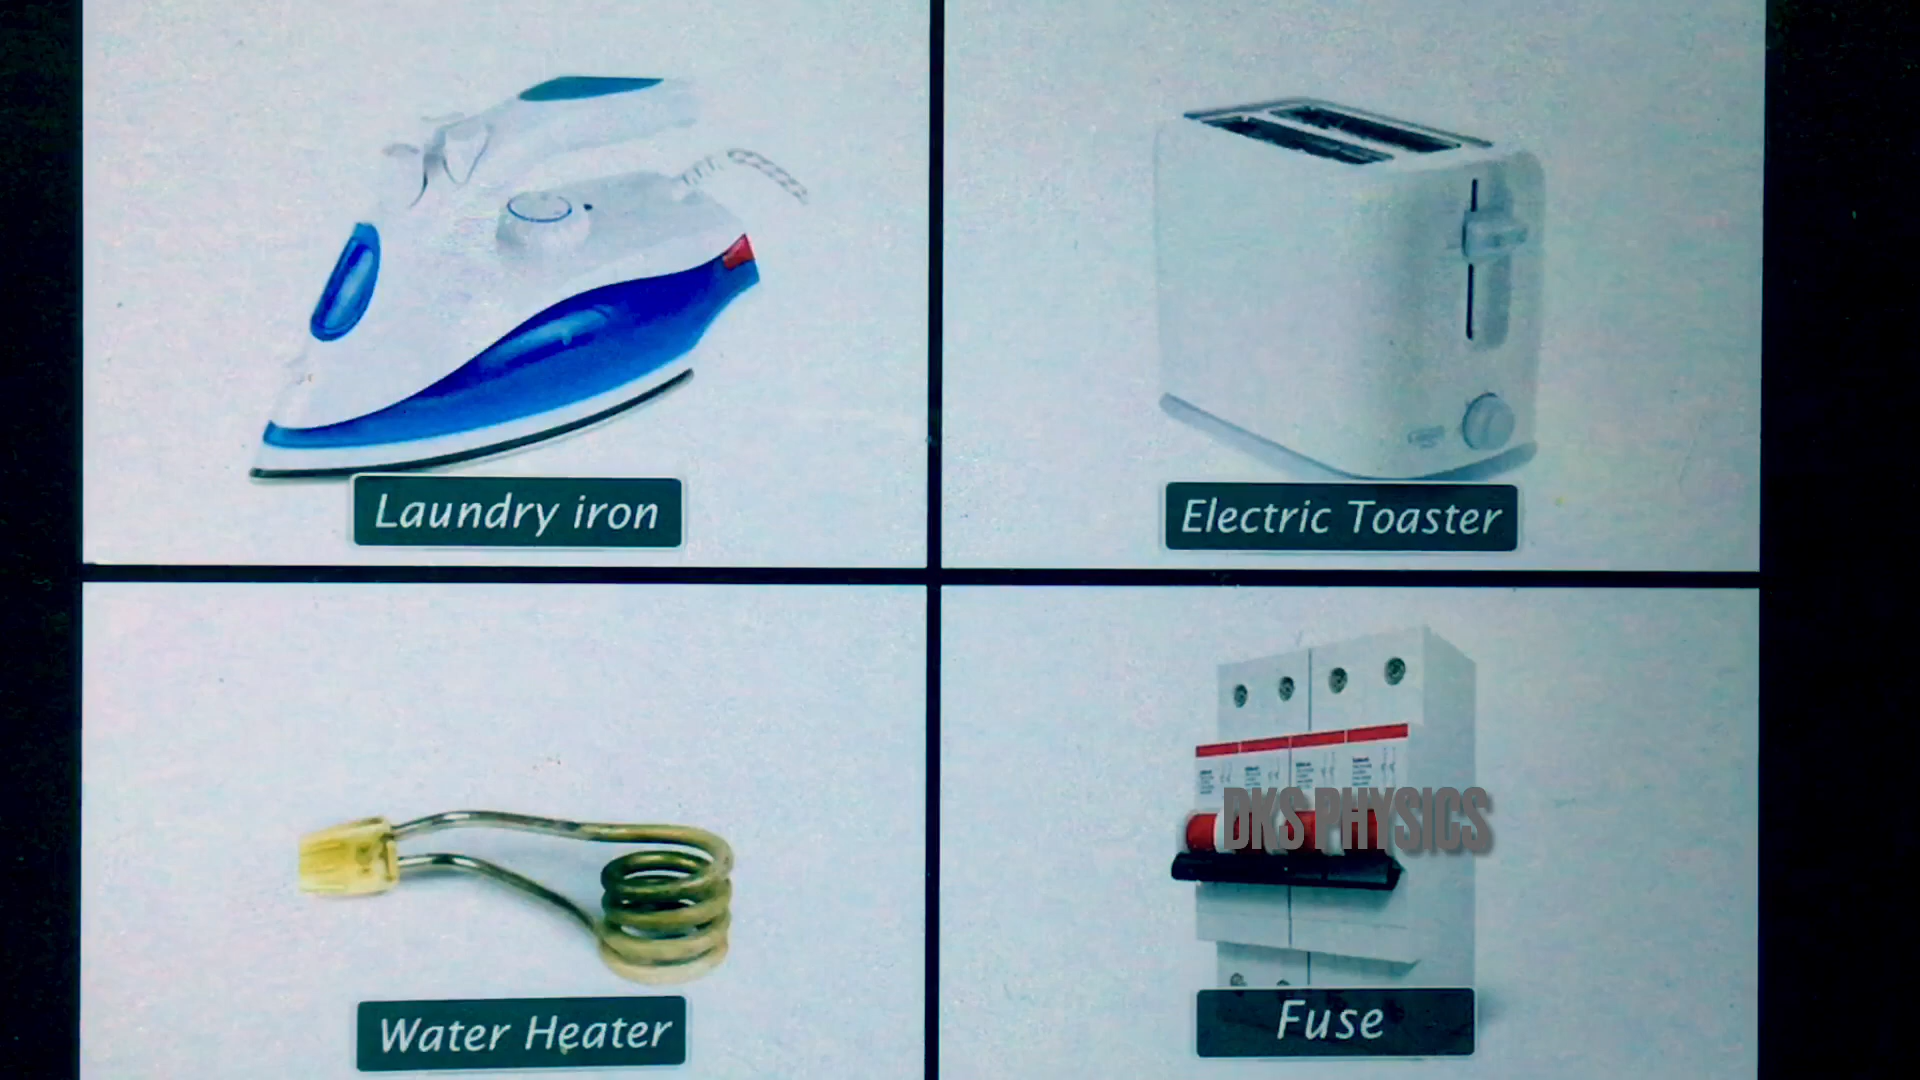 Laundry iron
Electric Toaster
DKS PHYSICS
Water Heater
Fuse